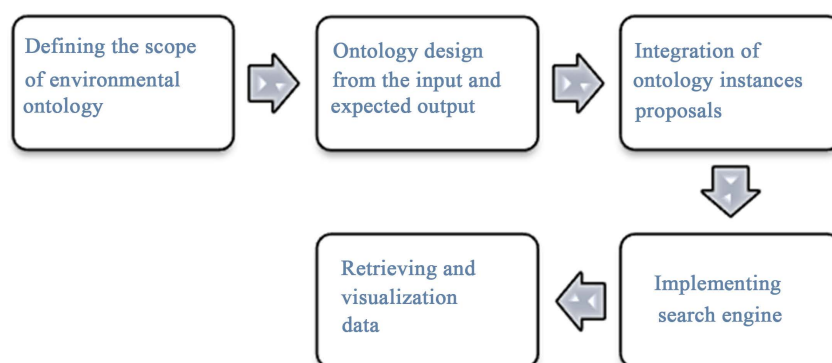 Defining the scope
of environmental
ontology
Ontology design
from the input and
expected output
Integration of
ontology instances
proposals
Implementing
search engine
Retrieving and
visualization
data